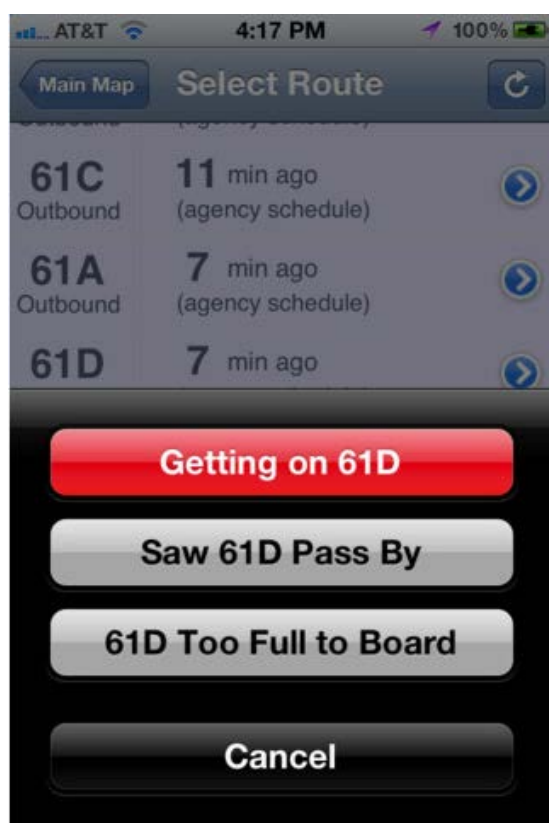 AT&T 4:17 PM 100%
Main Map Select Route
61C 11 min ago
Outbound (agency schedule)
61A 7 min ago
Outbound (agency schedule)
61D 7 min ago
Getting on 61D
Saw 61D Pass By
61D Too Full to Board
Cancel